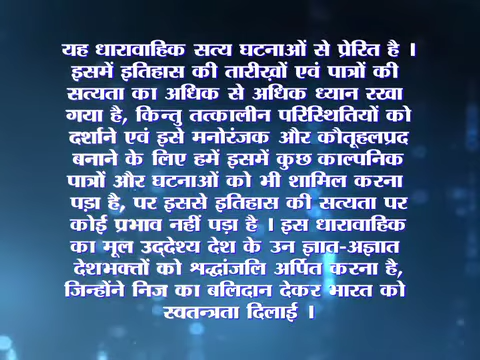 यह धारावाहिक सत्य घटनाओं से प्रेरित है ।
इसमें इतिहास की तारीख़ों एवं पात्रों की
सत्यता का अधिक से अधिक ध्यान रखा
गया है, किन्तु तत्कालीन परिस्थितियों को
दर्शाने एवं इसे मनोरंजक और कौतूहलप्रद
बनाने के लिए हमें इसमें कुछ काल्पनिक
पात्रों और घटनाओं को भी शामिल करना
पड़ा है, पर इससे इतिहास की सत्यता पर
कोई प्रभाव नहीं पड़ा है । इस धारावाहिक
का मूल उद्देश्य देश के उन ज्ञात-अज्ञात
देशभक्तों को श्रद्धांजलि अर्पित करना है,
जिन्होंने निज का बलिदान देकर भारत को
स्वतन्त्रता दिलाई ।